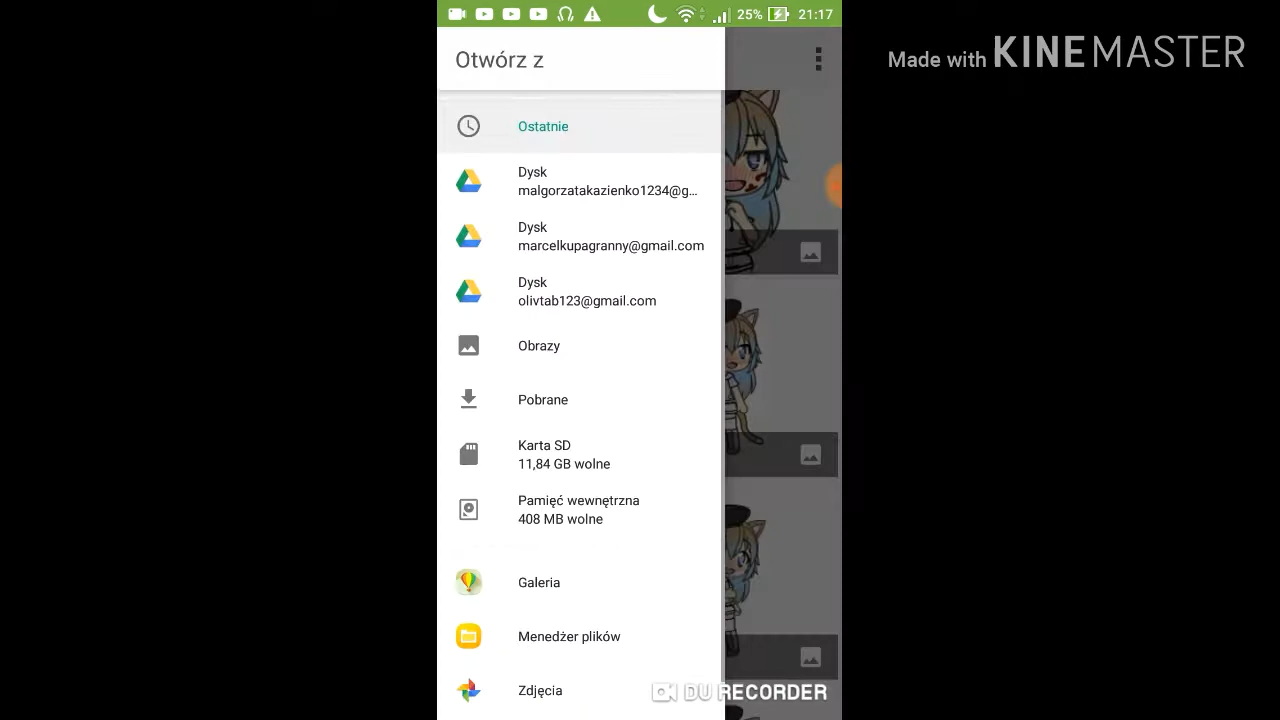 25% 21:17
Made with KINEMASTER
Otwórz z
Ostatnie
Dysk
malgorzatakazienko1234@g...
Dysk
marcelkupagranny@gmail.com
Dysk
olivtab123@gmail.com
Obrazy
Pobrane
Karta SD
11,84 GB wolne
Pamięć wewnętrzna
408 MB wolne
Galeria
Menedżer plików
Zdjęcia
DU RECORDER